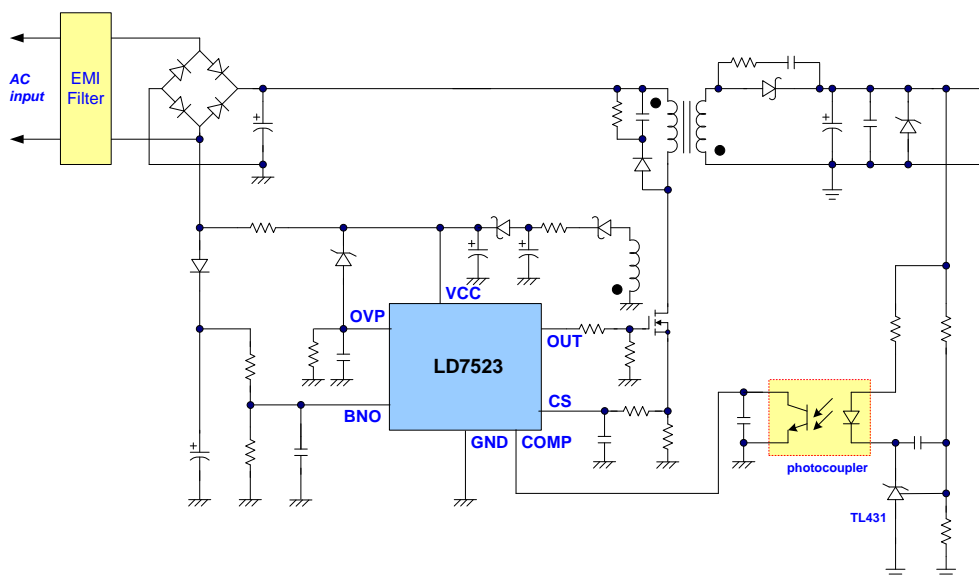 AC
input
EMI
Filter
VCC
OVP
OUT
LD7523
CS
BNO
GND
COMP
photocoupler
TL431
+
+
+
+
+